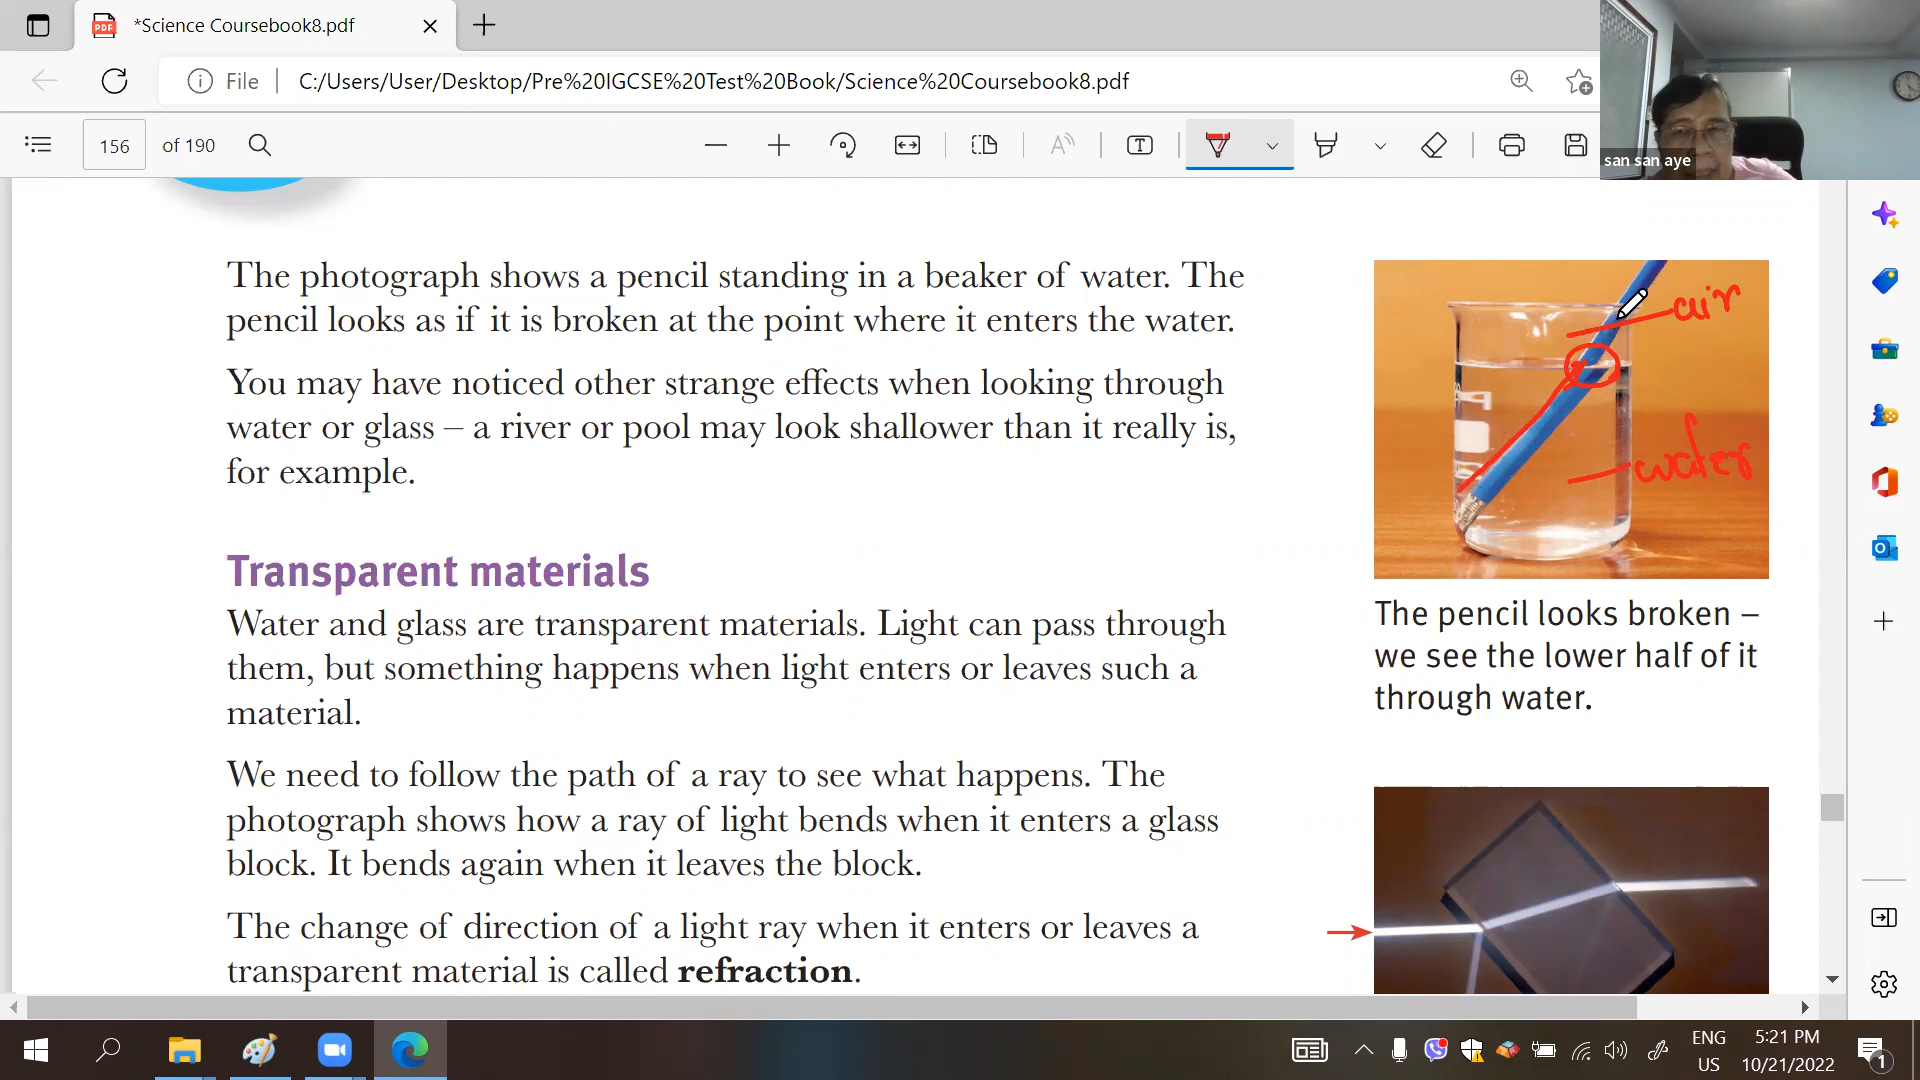 *Science Coursebook8.pdf
File
C:/Users/User/Desktop/Pre%20IGCSE%20Test%20Book/Science%20Coursebook8.pdf
156 of 190
san san aye
The photograph shows a pencil standing in a beaker of water. The
pencil looks as if it is broken at the point where it enters the water.
You may have noticed other strange effects when looking through
water or glass – a river or pool may look shallower than it really is,
for example.
Transparent materials
Water and glass are transparent materials. Light can pass through
them, but something happens when light enters or leaves such a
material.
We need to follow the path of a ray to see what happens. The
photograph shows how a ray of light bends when it enters a glass
block. It bends again when it leaves the block.
The change of direction of a light ray when it enters or leaves a
transparent material is called refraction.
air
water
The pencil looks broken –
we see the lower half of it
through water.
ENG
US
5:21 PM
10/21/2022
1